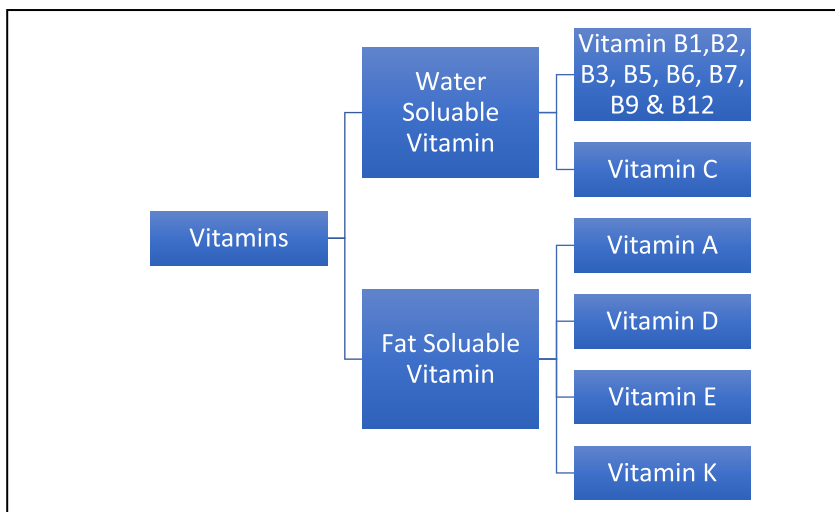 Vitamins
Water
Soluable
Vitamin
Vitamin B1,B2,
B3, B5, B6, B7,
B9 & B12
Vitamin C
Fat Soluable
Vitamin
Vitamin A
Vitamin D
Vitamin E
Vitamin K